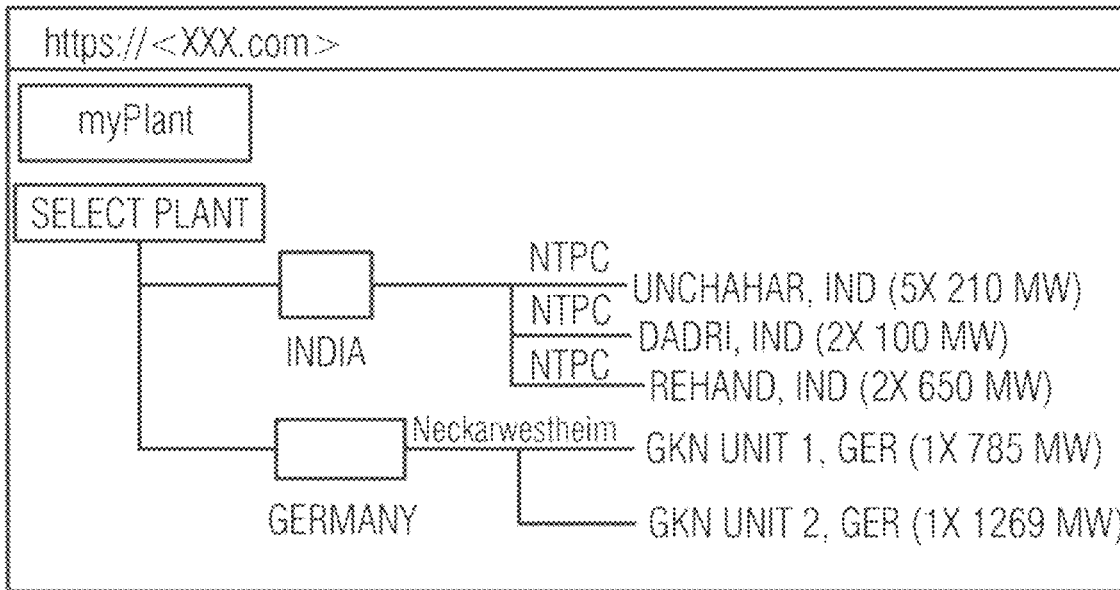 https://<XXX.com>
myPlant
SELECT PLANT
NTPC
UNCHAHAR, IND (5X 210 MW)
NTPC
DADRI, IND (2X 100 MW)
INDIA
NTPC
REHAND, IND (2X 650 MW)
Neckarwestheim
GKN UNIT 1, GER (1X 785 MW)
GERMANY
GKN UNIT 2, GER (1X 1269 MW)